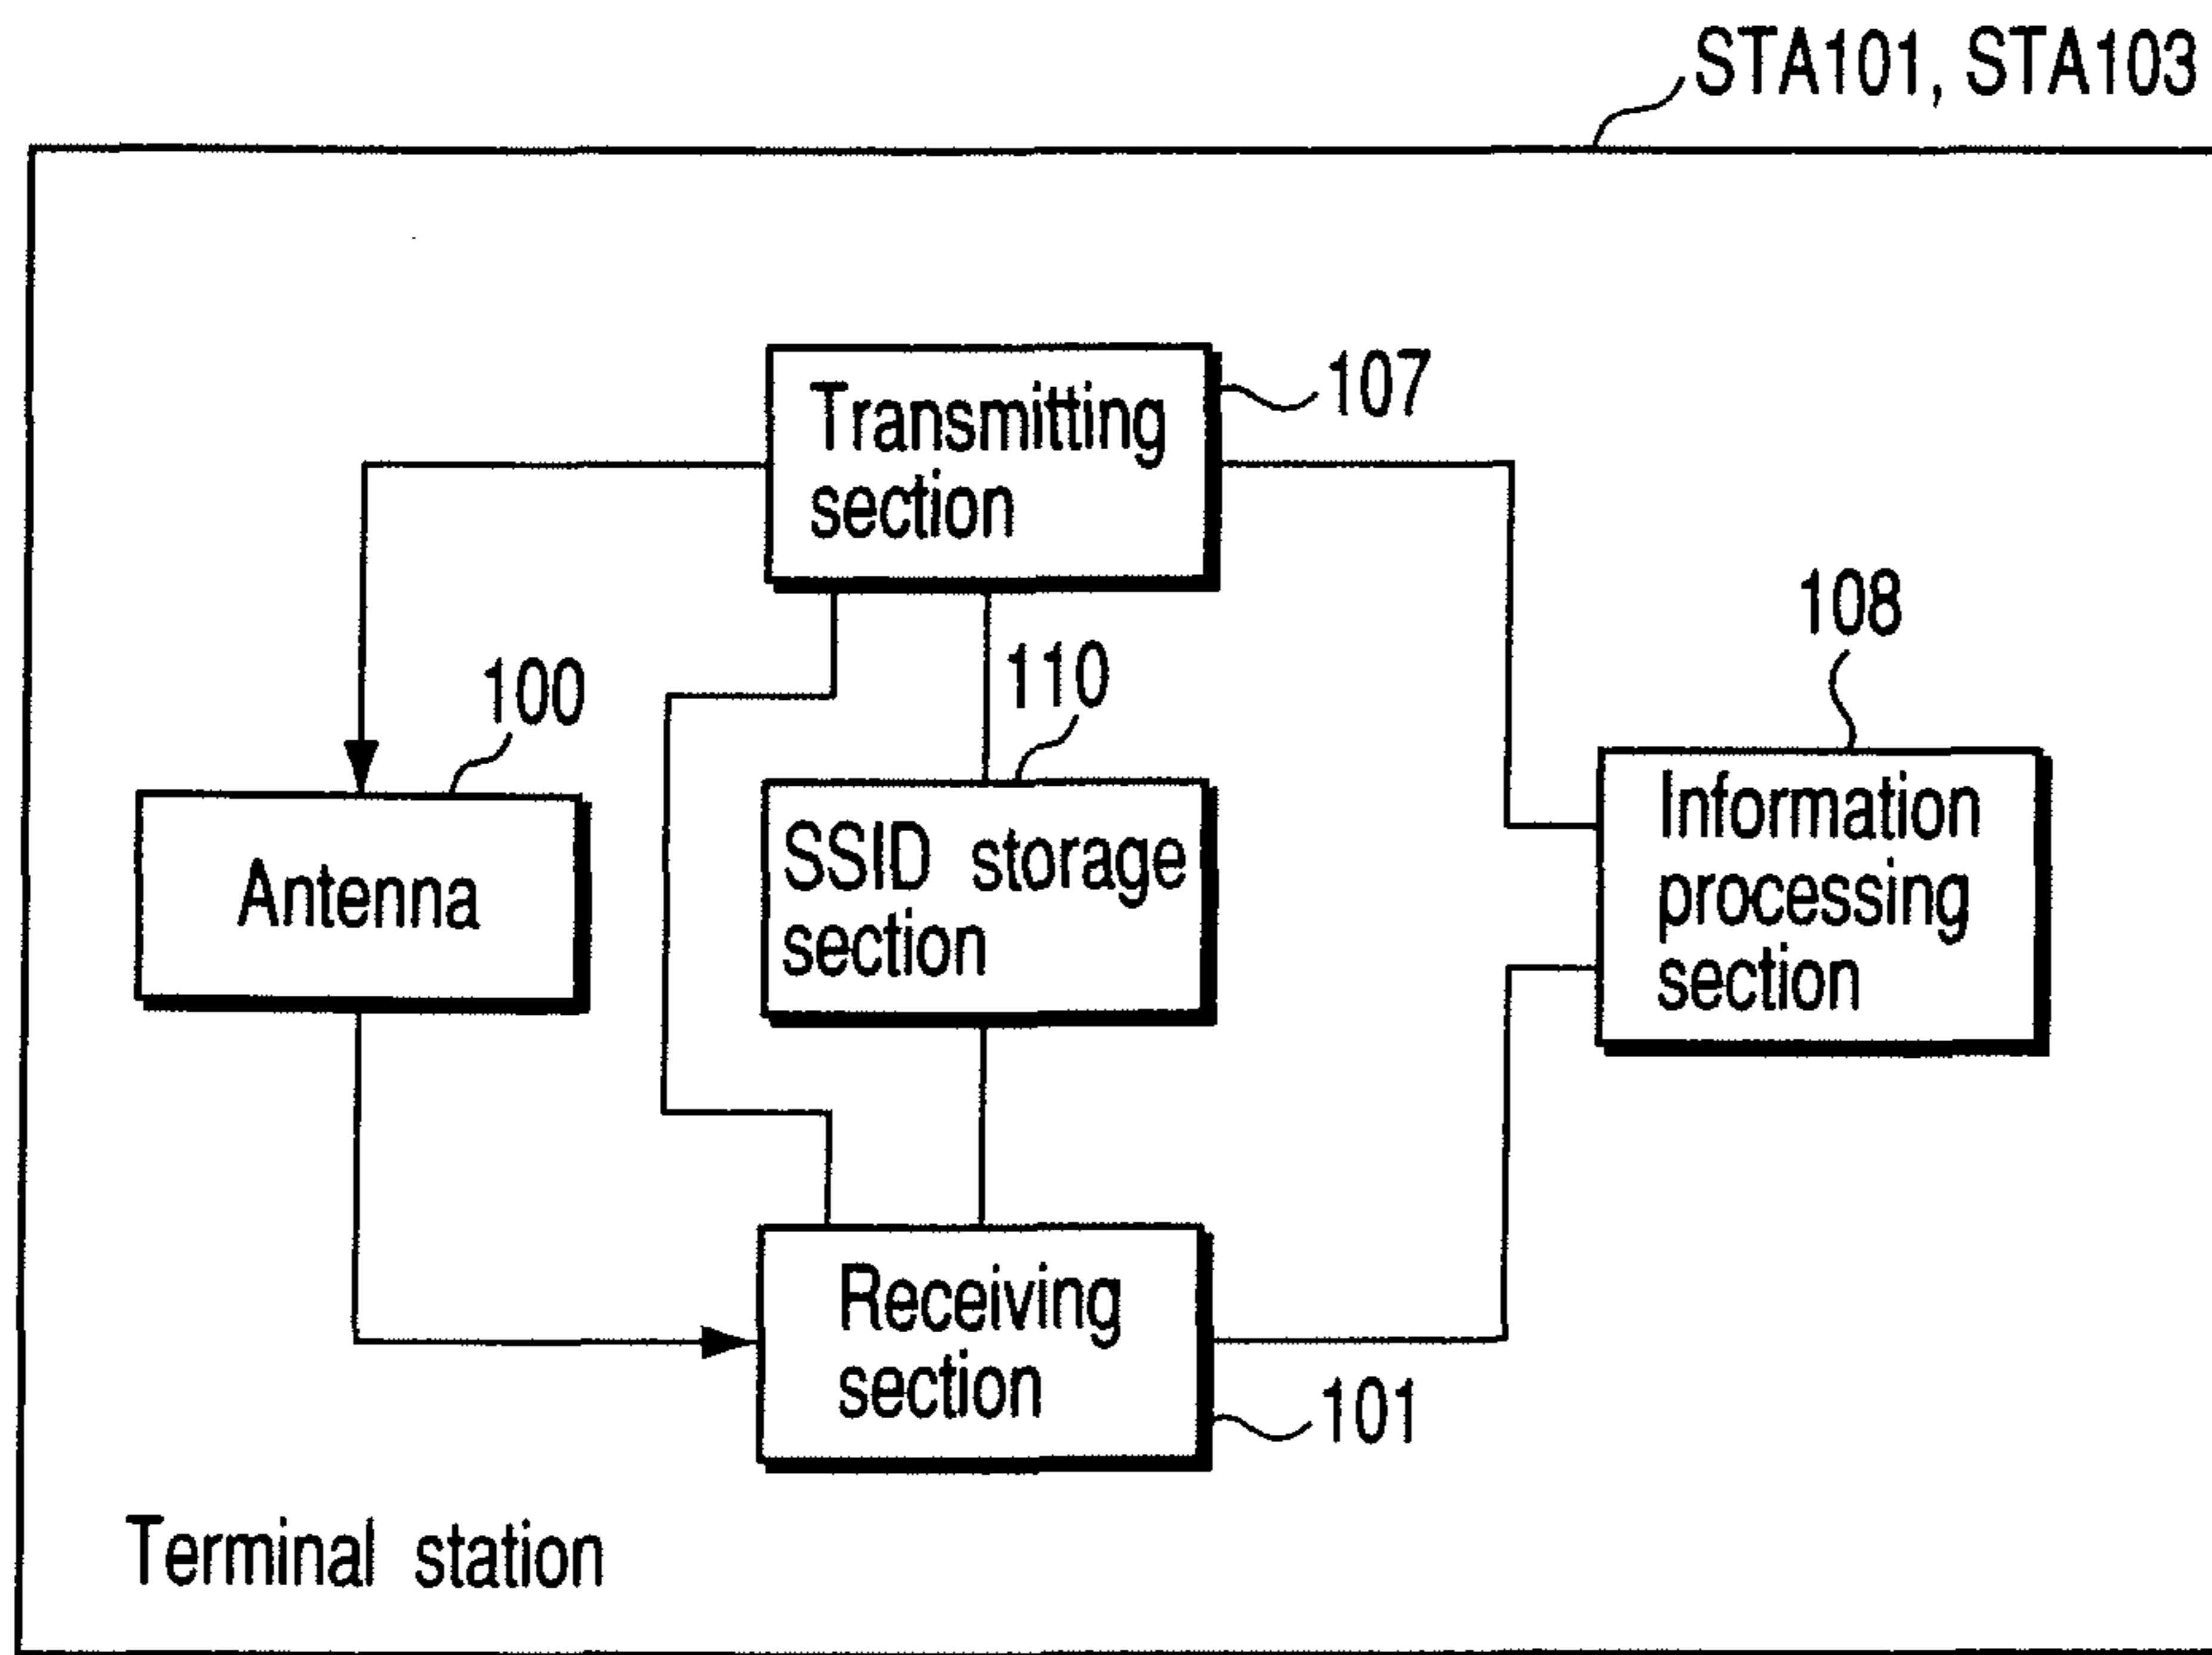 STA101, STA103
Transmitting
section
107
108
100
110
Antenna
SSID storage
section
Information
processing
section
Receiving
section
101
Terminal station